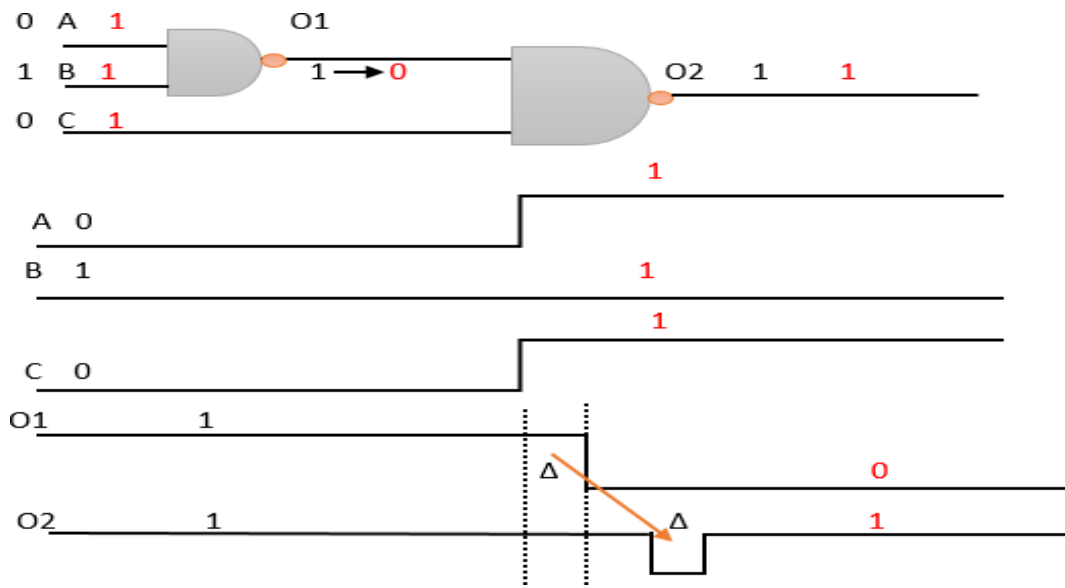 0 A 1 O1
1 B 1 1 0 O2 1 1
0 C 1
1
A 0
B 1 1
1
C 0
O1 1
Δ 0
O2 1 Δ 1